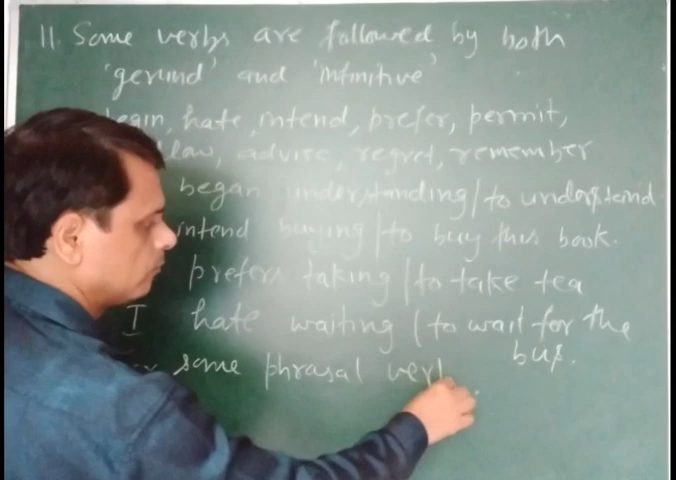 11. Some verbs are followed by both
'gerund' and 'infinitive'
hate, intend, prefer, permit,
advise, regret, remember
began understanding/to understand
intend buying/to buy this book.
prefers taking/to take tea
I hate waiting (to wait for the
bus.
some phrasal verb